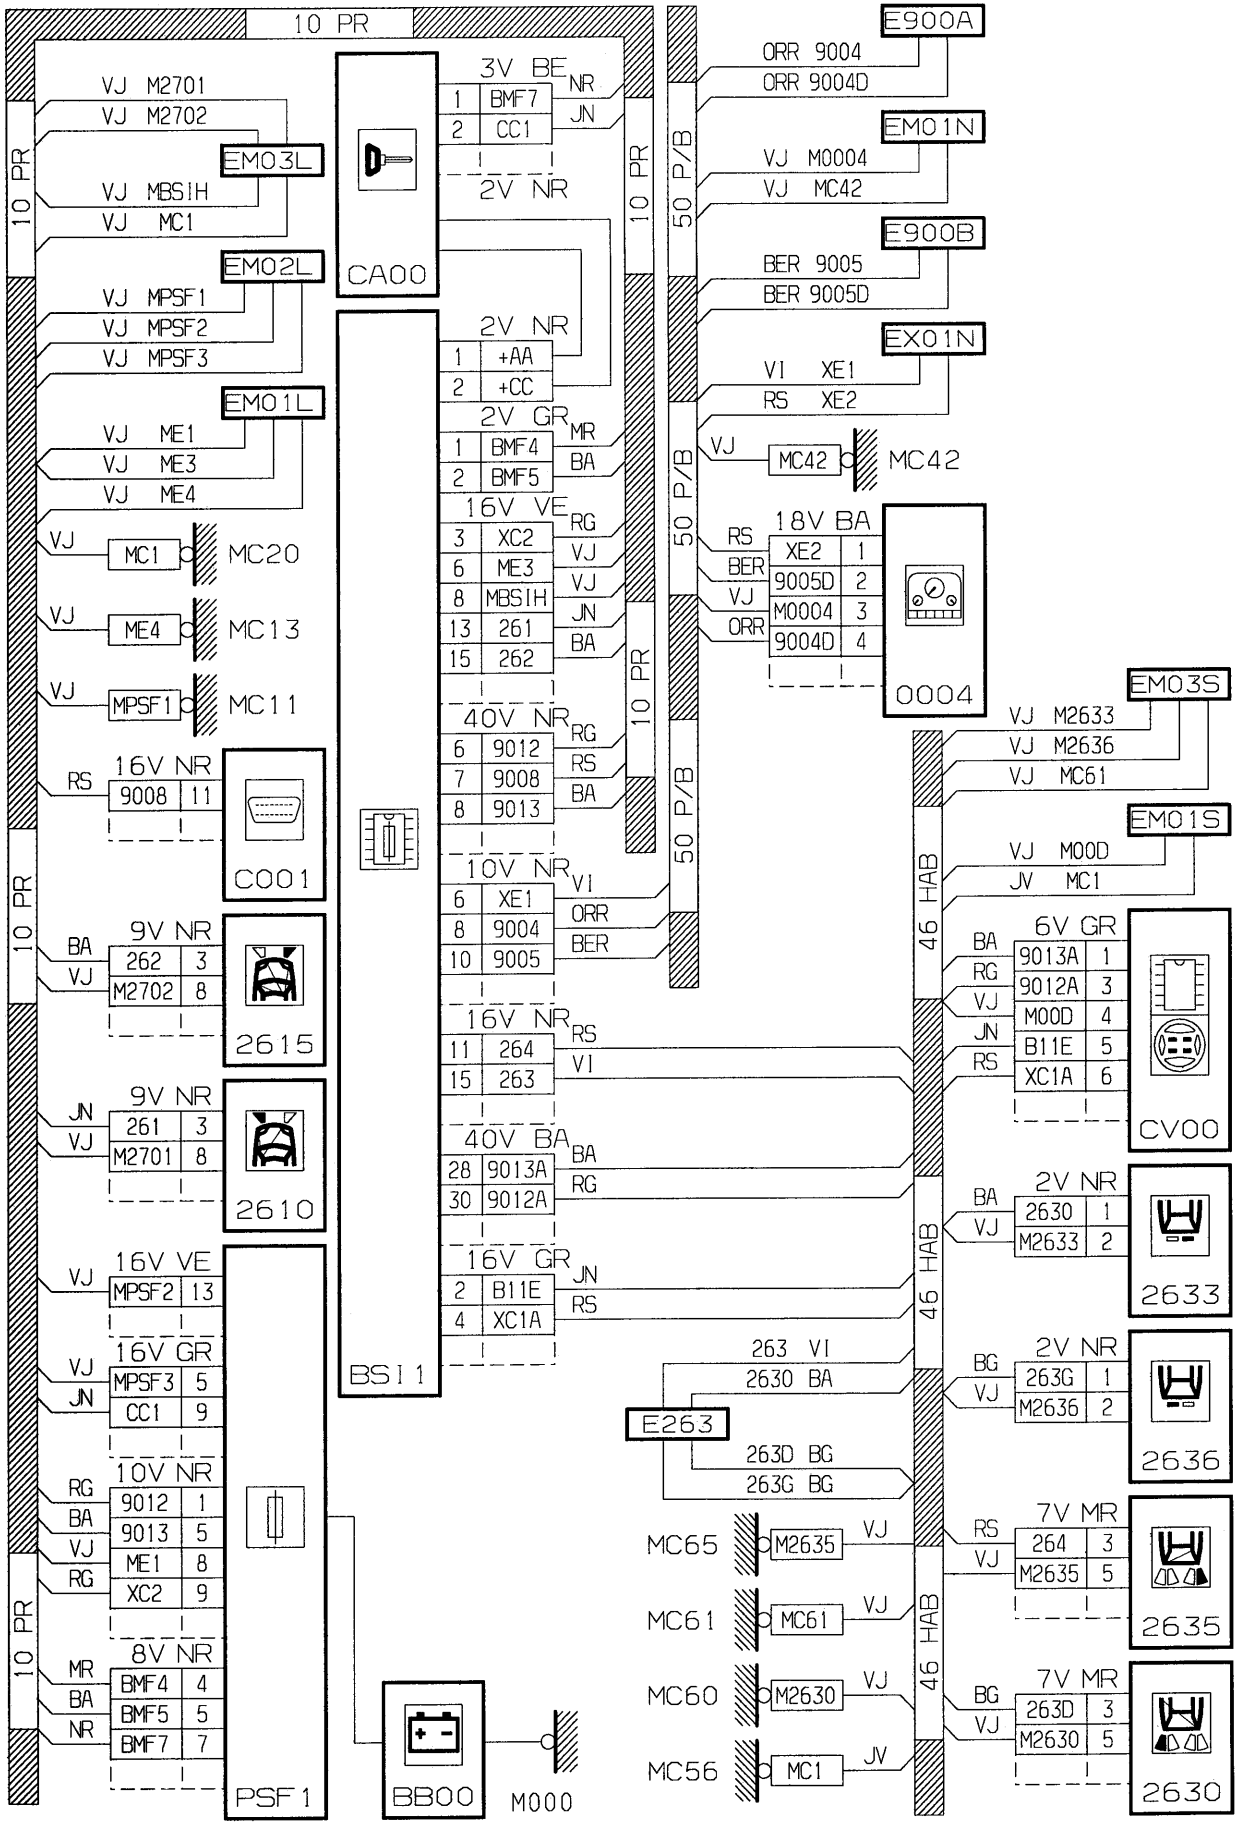 10 PR
10 PR
VJ M2701
VJ M2702
EM03L
VJ MBSIH
VJ MC1
EM02L
VJ MPSF1
VJ MPSF2
VJ MPSF3
EM01L
VJ ME1
VJ ME3
VJ ME4
VJ MC1 MC20
VJ ME4 MC13
VJ MPSF1 MC11
16V NR
RS 9008 11
C001
10 PR
9V NR
BA 262 3
VJ M2702 8
2615
9V NR
JN 261 3
VJ M2701 8
2610
16V VE
VJ MPSF2 13
16V GR
VJ MPSF3 5
JN CC1 9
10V NR
RG 9012 1
BA 9013 5
VJ ME1 8
RG XC2 9
10 PR
8V NR
MR BMF4 4
BA BMF5 5
NR BMF7 7
PSF1
CA00
3V BE
1 BMF7 NR
2 CC1 JN
2V NR
10 PR
2V NR
1 +AA
2 +CC
2V GR
1 BMF4 MR
2 BMF5 BA
16V VE
3 XC2 RG
6 ME3 VJ
8 MBSIH VJ
13 261 JN
15 262 BA
10 PR
40V NR
6 9012 RG
7 9008 RS
8 9013 BA
10V NR
6 XE1 VI
8 9004 ORR
10 9005 BER
16V NR
11 264 RS
15 263 VI
40V BA
28 9013A BA
30 9012A RG
16V GR
2 B11E JN
4 XC1A RS
BSI1
BB00
M000
E900A
ORR 9004
ORR 9004D
50 P/B
EM01N
VJ M0004
VJ MC42
E900B
BER 9005
BER 9005D
EX01N
VI XE1
RS XE2
50 P/B
VJ MC42 MC42
18V BA
RS XE2 1
BER 9005D 2
VJ M0004 3
ORR 9004D 4
0004
50 P/B
EM03S
VJ M2633
VJ M2636
VJ MC61
EM01S
VJ M00D
JV MC1
46 HAB
6V GR
BA 9013A 1
RG 9012A 3
VJ M00D 4
JN B11E 5
RS XC1A 6
CV00
2V NR
BA 2630 1
VJ M2633 2
2633
46 HAB
263 VI
2630 BA
E263
263D BG
263G BG
2V NR
BG 263G 1
VJ M2636 2
2636
MC65 M2635 VJ
7V MR
RS 264 3
VJ M2635 5
2635
MC61 MC61 VJ
46 HAB
MC60 M2630 VJ
7V MR
BG 263D 3
VJ M2630 5
2630
MC56 MC1 JV